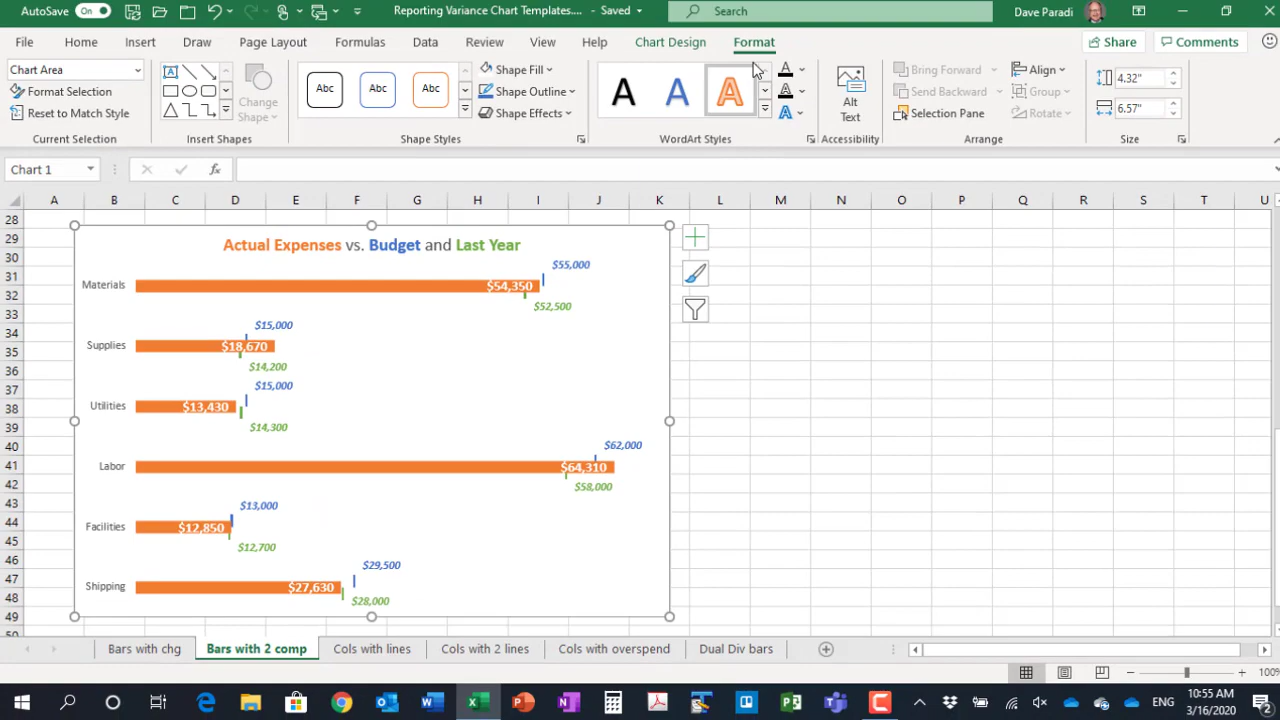 AutoSave On Reporting Variance Chart Templates.... - Saved Search Dave Paradi
File Home Insert Draw Page Layout Formulas Data Review View Help Chart Design Format Share Comments
Chart Area Change Shapes Abc Abc Abc Shape Fill A A A A Alt Text Bring Forward Align 4.32"
Format Selection Shape Outline A Send Backward Group 6.57"
Reset to Match Style Shape Effects A Selection Pane Rotate
Current Selection Insert Shapes Shape Styles WordArt Styles Accessibility Arrange Size
Chart 1 fx
A B C D E F G H I J K L M N O P Q R S T U
28
29
30
31
32
33
34
35
36
37
38
39
40
41
42
43
44
45
46
47
48
49
50
Actual Expenses vs. Budget and Last Year
$55,000
Materials $54,350
$52,500
$15,000
Supplies $18,670
$14,200
$15,000
Utilities $13,430
$14,300
$62,000
Labor $64,310
$58,000
$13,000
Facilities $12,850
$12,700
$29,500
Shipping $27,630
$28,000
Bars with chg Bars with 2 comp Cols with lines Cols with 2 lines Cols with overspend Dual Div bars
100%
ENG 10:55 AM
3/16/2020 2